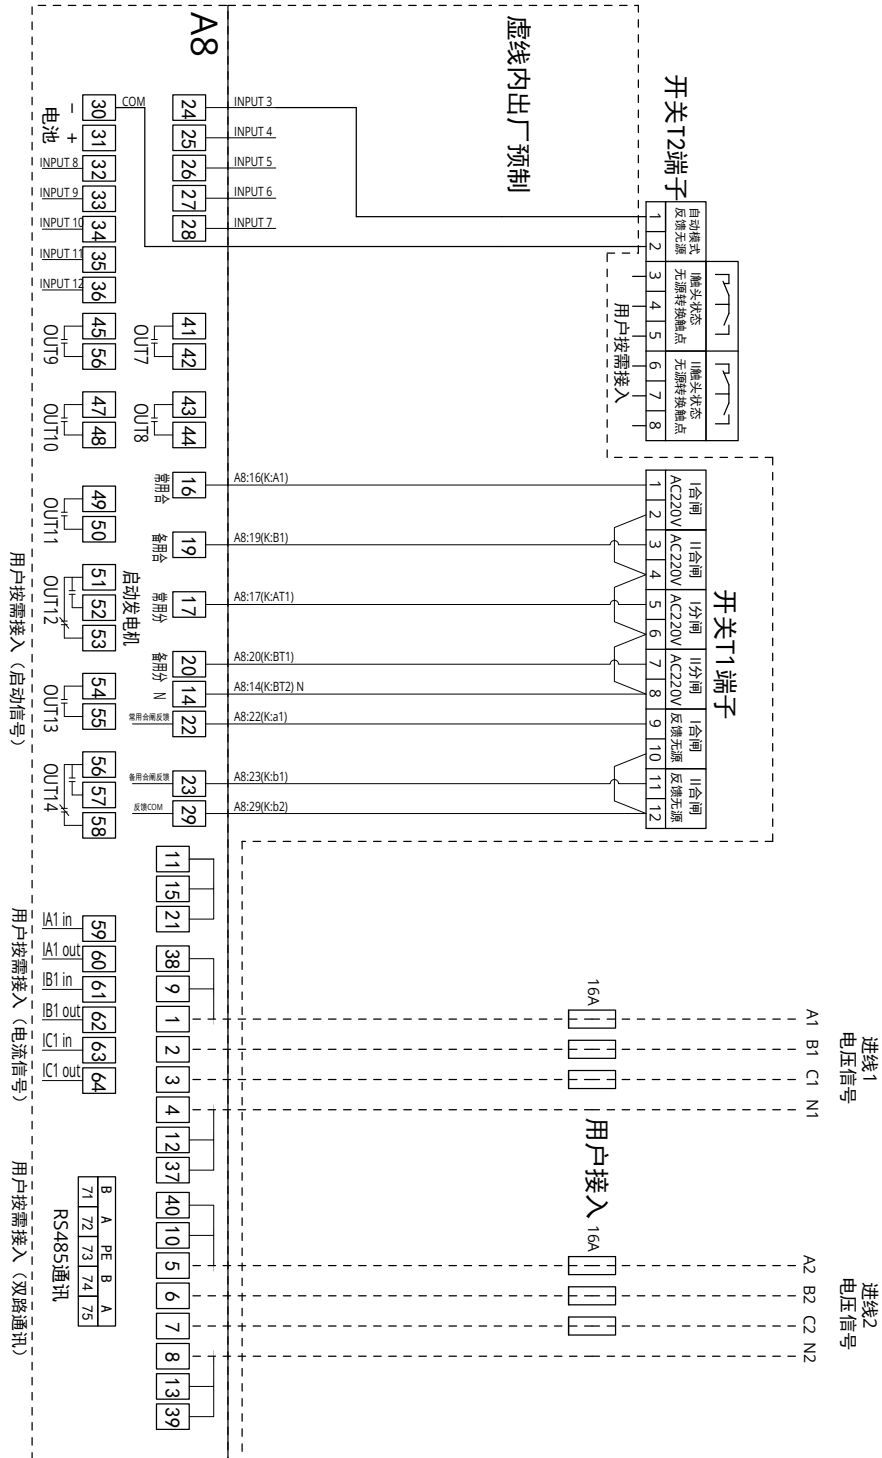 开关T2端子
自动模式
反馈无源
I触头状态
无源转换触点
II触头状态
无源转换触点
1 2 3 4 5 6 7 8
用户按需接入
虚线内出厂预制
开关T1端子
I合闸
AC220V
II合闸
AC220V
I分闸
AC220V
II分闸
AC220V
I合闸
反馈无源
II合闸
反馈无源
1 2 3 4 5 6 7 8 9 10 11 12
进线1
电压信号
A1 B1 C1 N1
16A
用户接入
进线2
电压信号
A2 B2 C2 N2
16A
A8
INPUT 3
INPUT 4
INPUT 5
INPUT 6
INPUT 7
24 25 26 27 28
COM
30 31 32 33 34 35 36
− +
电池
INPUT 8
INPUT 9
INPUT 10
INPUT 11
INPUT 12
41 42
OUT7
43 44
OUT8
45 56
OUT9
47 48
OUT10
A8:16(K:A1)
A8:19(K:B1)
A8:17(K:AT1)
A8:20(K:BT1)
A8:14(K:BT2) N
A8:22(K:a1)
A8:23(K:b1)
A8:29(K:b2)
16 19 17 20 14 22 23 29
常用合
备用合
常用分
备用分
N
常用合闸反馈
备用合闸反馈
反馈COM
49 50
OUT11
启动发电机
51 52 53
OUT12
54 55
OUT13
56 57 58
OUT14
用户按需接入（启动信号）
11 15 21
38 9 1 2 3 4 12 37
40 10 5 6 7 8 13 39
59 60 61 62 63 64
IA1 in
IA1 out
IB1 in
IB1 out
IC1 in
IC1 out
用户按需接入（电流信号）
B A PE B A
71 72 73 74 75
RS485通讯
用户按需接入（双路通讯）